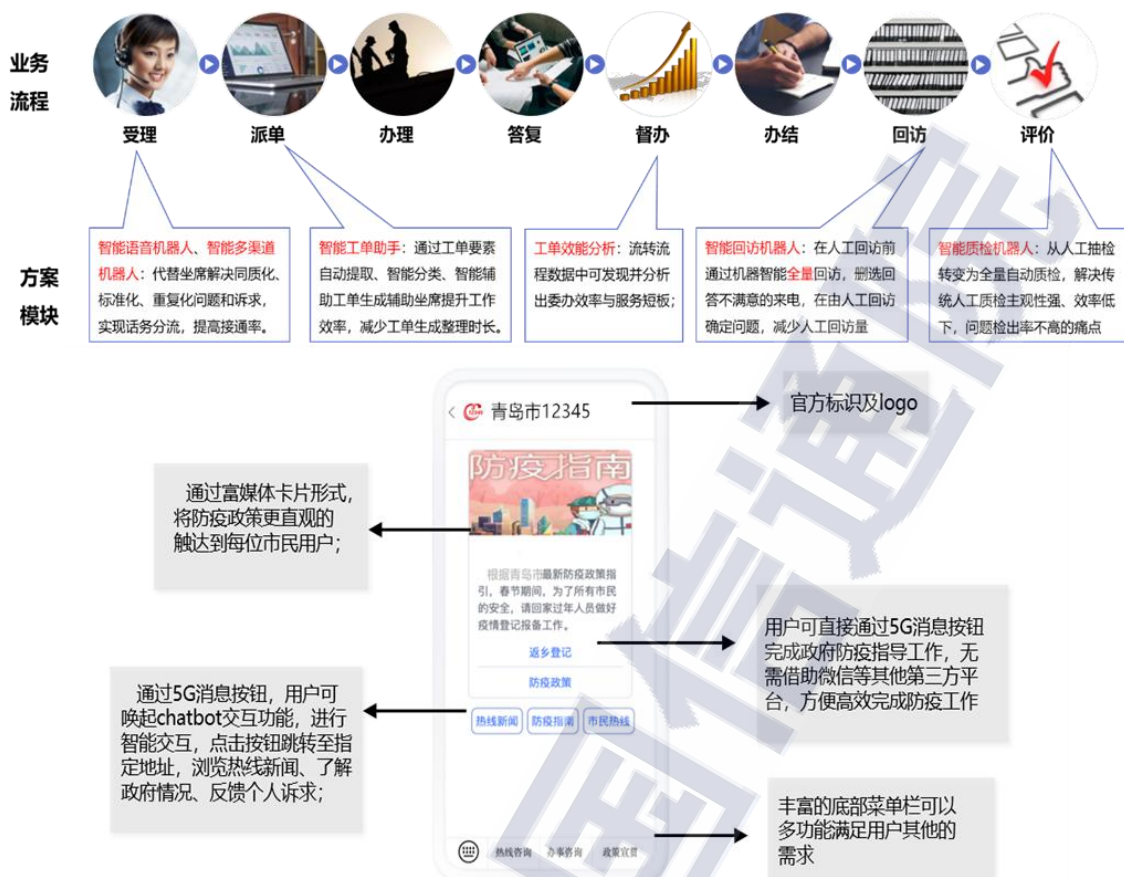 业务
流程
受理
派单
办理
答复
督办
办结
回访
评价
方案
模块
智能语音机器人、智能多渠道
机器人：代替坐席解决同质化、
标准化、重复化问题和诉求，
实现话务分流，提高接通率。
智能工单助手：通过工单要素
自动提取、智能分类、智能辅
助工单生成辅助坐席提升工作
效率，减少工单生成整理时长。
工单效能分析：流转流
程数据中可发现并分析
出委办效率与服务短板；
智能回访机器人：在人工回访前
通过机器智能全量回访，删选回
答不满意的来电，在由人工回访
确定问题，减少人工回访量
智能质检机器人：从人工抽检
转变为全量自动质检，解决传
统人工质检主观性强、效率低
下，问题检出率不高的痛点
青岛市12345
官方标识及logo
防疫指南
通过富媒体卡片形式，
将防疫政策更直观的
触达到每位市民用户；
根据青岛市最新防疫政策指
引，春节期间，为了所有市民
的安全，请回家过年人员做好
疫情登记报备工作。
返乡登记
防疫政策
热线新闻
防疫指南
市民热线
用户可直接通过5G消息按钮
完成政府防疫指导工作，无
需借助微信等其他第三方平
台，方便高效完成防疫工作
通过5G消息按钮，用户可
唤起chatbot交互功能，进行
智能交互，点击按钮跳转至指
定地址，浏览热线新闻、了解
政府情况、反馈个人诉求；
丰富的底部菜单栏可以
多功能满足用户其他的
需求
热线咨询
办事咨询
政策宣贯
国信通院